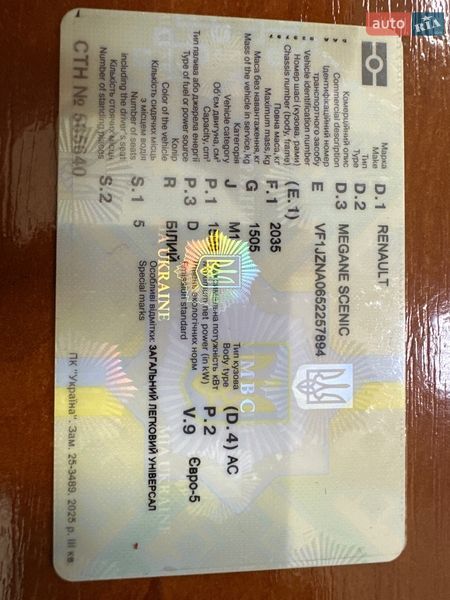 auto RIA
Марка
Make
D.1 RENAULT
Тип
Type
D.2
Комерційний опис
Commercial description
D.3 MEGANE SCENIC
Ідентифікаційний номер
транспортного засобу
Vehicle identification number
E VF1JZNA0652257894
Номер шасі (кузова, рами)
Chassis number (body, frame)
(E.1)
Повна маса, кг
Maximum mass, kg
F.1 2035
Маса без навантаження, кг
Mass of the vehicle in service, kg
G 1505
Категорія
Vehicle category
J M1
Тип кузова
Body type
(D.4) AC
Об'єм двигуна, см³
Capacity, cm³
P.1
потужність кВт
net power (in kW)
P.2
Тип палива або джерела енергії
Type of fuel or power source
P.3 D
екологічних норм
standard
V.9 Євро-5
Колір
Color of the vehicle
R БІЛИЙ
Кількість сидячих місць
з місцем водія
Number of seats
including the driver's seat
S.1 5
Кількість стоячих місць
Number of standing places
S.2
Особливі відмітки: ЗАГАЛЬНИЙ ЛЕГКОВИЙ УНІВЕРСАЛ
Special marks
СТН №
UKRAINE
МВС
ПК "Україна". Зам. 25-3489. 2025 р. III кв.